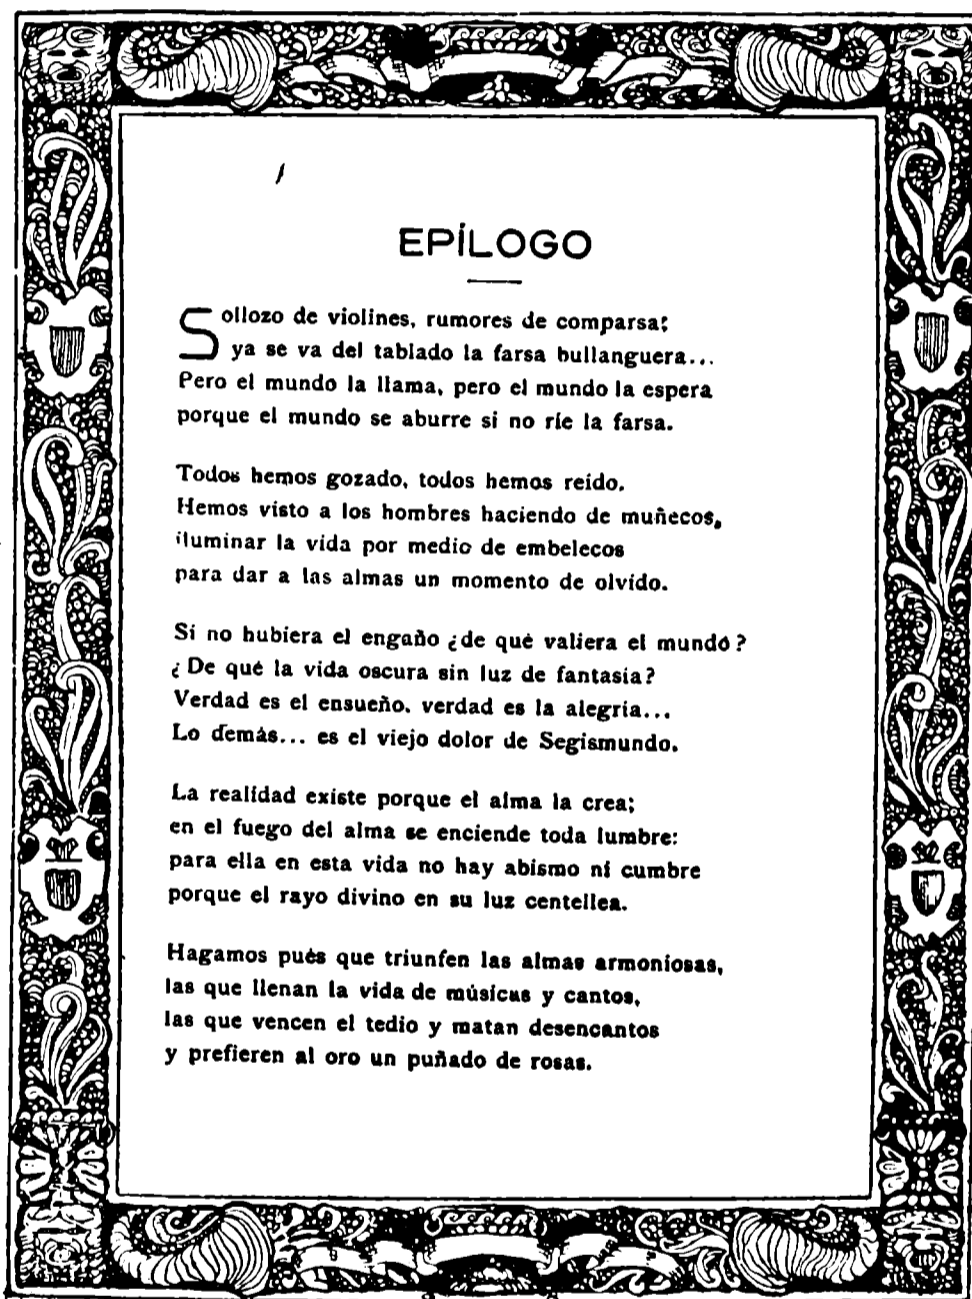 EPÍLOGO
Sollozo de violines, rumores de comparsa;
ya se va del tablado la farsa bullanguera...
Pero el mundo la llama, pero el mundo la espera
porque el mundo se aburre si no ríe la farsa.
Todos hemos gozado, todos hemos reído.
Hemos visto a los hombres haciendo de muñecos,
iluminar la vida por medio de embelecos
para dar a las almas un momento de olvido.
Si no hubiera el engaño ¿de qué valiera el mundo?
¿De qué la vida oscura sin luz de fantasía?
Verdad es el ensueño, verdad es la alegría...
Lo demás... es el viejo dolor de Segismundo.
La realidad existe porque el alma la crea;
en el fuego del alma se enciende toda lumbre:
para ella en esta vida no hay abismo ni cumbre
porque el rayo divino en su luz centellea.
Hagamos pués que triunfen las almas armoniosas,
las que llenan la vida de músicas y cantos,
las que vencen el tedio y matan desencantos
y prefieren al oro un puñado de rosas.